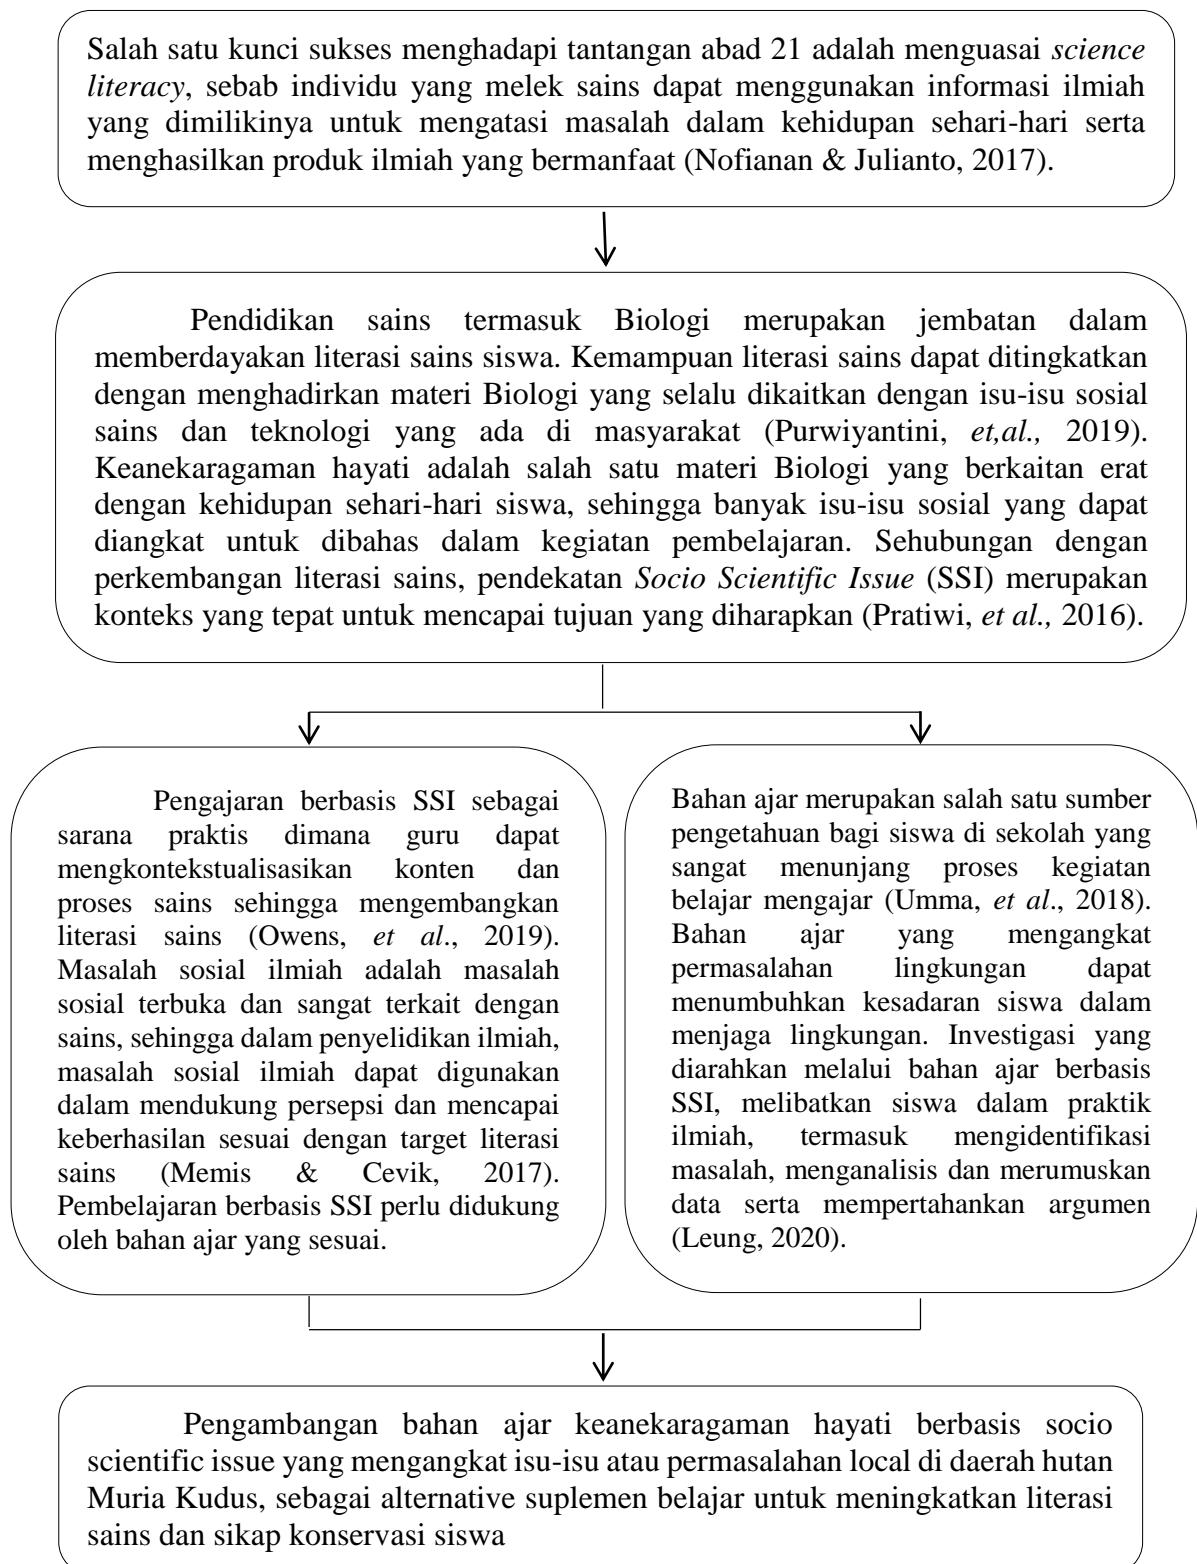 Salah satu kunci sukses menghadapi tantangan abad 21 adalah menguasai science
literacy, sebab individu yang melek sains dapat menggunakan informasi ilmiah
yang dimilikinya untuk mengatasi masalah dalam kehidupan sehari-hari serta
menghasilkan produk ilmiah yang bermanfaat (Nofianan & Julianto, 2017).
Pendidikan sains termasuk Biologi merupakan jembatan dalam
memberdayakan literasi sains siswa. Kemampuan literasi sains dapat ditingkatkan
dengan menghadirkan materi Biologi yang selalu dikaitkan dengan isu-isu sosial
sains dan teknologi yang ada di masyarakat (Purwiyantini, et,al., 2019).
Keanekaragaman hayati adalah salah satu materi Biologi yang berkaitan erat
dengan kehidupan sehari-hari siswa, sehingga banyak isu-isu sosial yang dapat
diangkat untuk dibahas dalam kegiatan pembelajaran. Sehubungan dengan
perkembangan literasi sains, pendekatan Socio Scientific Issue (SSI) merupakan
konteks yang tepat untuk mencapai tujuan yang diharapkan (Pratiwi, et al., 2016).
Pengajaran berbasis SSI sebagai
sarana praktis dimana guru dapat
mengkontekstualisasikan konten dan
proses sains sehingga mengembangkan
literasi sains (Owens, et al., 2019).
Masalah sosial ilmiah adalah masalah
sosial terbuka dan sangat terkait dengan
sains, sehingga dalam penyelidikan ilmiah,
masalah sosial ilmiah dapat digunakan
dalam mendukung persepsi dan mencapai
keberhasilan sesuai dengan target literasi
sains (Memis & Cevik, 2017).
Pembelajaran berbasis SSI perlu didukung
oleh bahan ajar yang sesuai.
Bahan ajar merupakan salah satu sumber
pengetahuan bagi siswa di sekolah yang
sangat menunjang proses kegiatan
belajar mengajar (Umma, et al., 2018).
Bahan ajar yang mengangkat
permasalahan lingkungan dapat
menumbuhkan kesadaran siswa dalam
menjaga lingkungan. Investigasi yang
diarahkan melalui bahan ajar berbasis
SSI, melibatkan siswa dalam praktik
ilmiah, termasuk mengidentifikasi
masalah, menganalisis dan merumuskan
data serta mempertahankan argumen
(Leung, 2020).
Pengambangan bahan ajar keanekaragaman hayati berbasis socio
scientific issue yang mengangkat isu-isu atau permasalahan local di daerah hutan
Muria Kudus, sebagai alternative suplemen belajar untuk meningkatkan literasi
sains dan sikap konservasi siswa